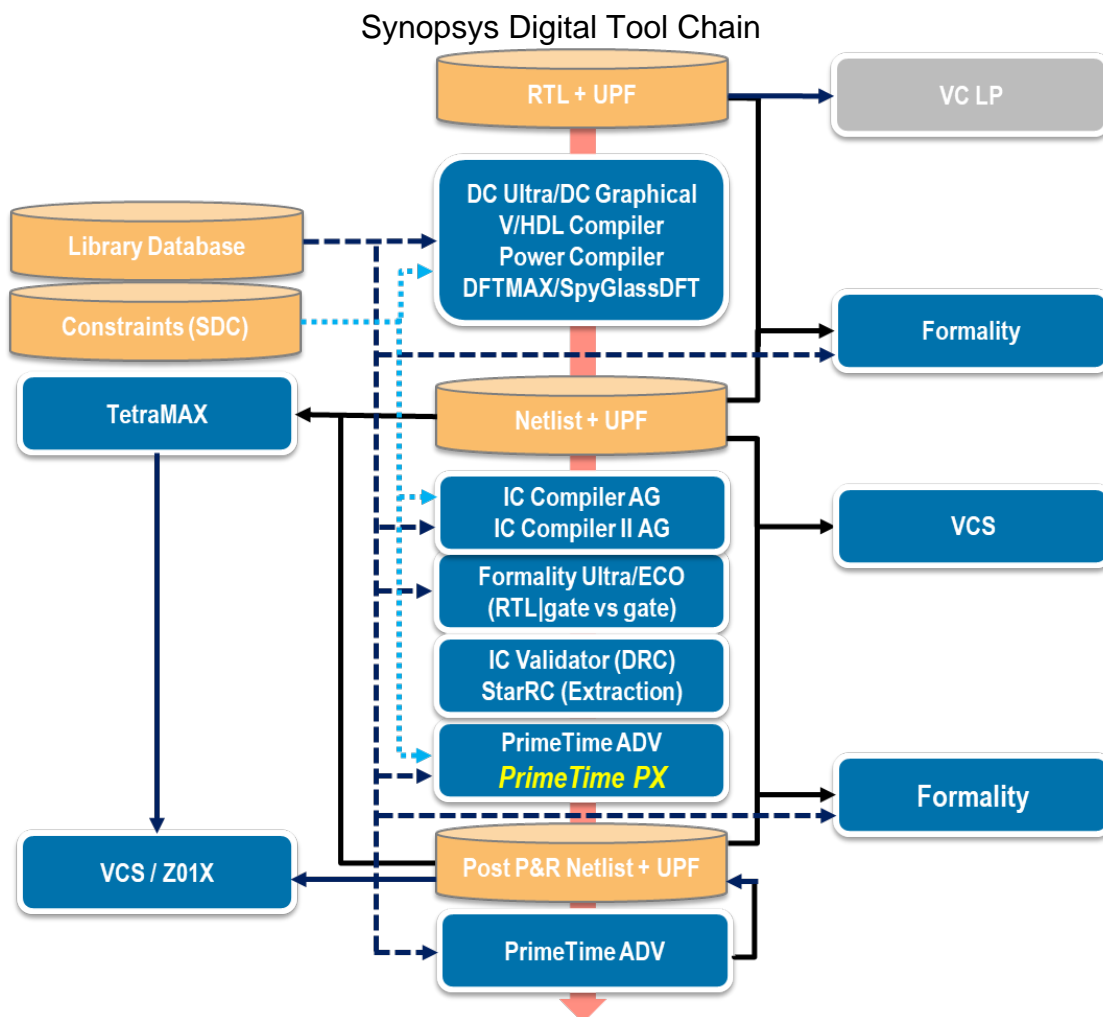 Synopsys Digital Tool Chain
RTL + UPF
VC LP
DC Ultra/DC Graphical
V/HDL Compiler
Power Compiler
DFTMAX/SpyGlassDFT
Library Database
Constraints (SDC)
Formality
TetraMAX
Netlist + UPF
IC Compiler AG
IC Compiler II AG
VCS
Formality Ultra/ECO
(RTL|gate vs gate)
IC Validator (DRC)
StarRC (Extraction)
PrimeTime ADV
PrimeTime PX
Formality
VCS / Z01X
Post P&R Netlist + UPF
PrimeTime ADV